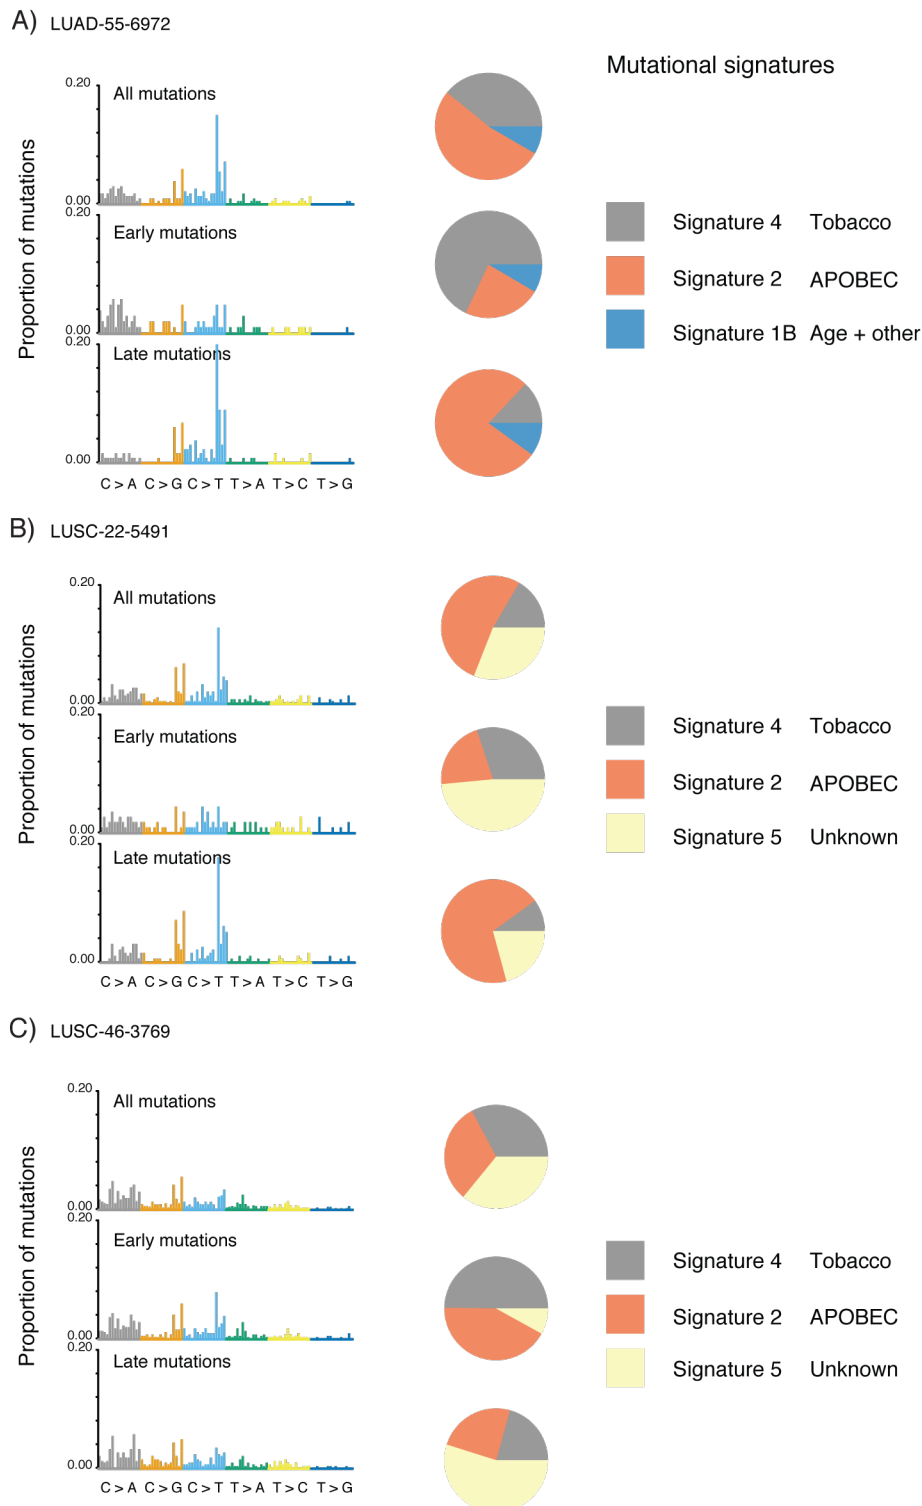 A) LUAD-55-6972
Mutational signatures
Proportion of mutations
0.20
All mutations
0.00
0.20
Early mutations
0.00
0.20
Late mutations
0.00
C > A C > G C > T T > A T > C T > G
Signature 4 Tobacco
Signature 2 APOBEC
Signature 1B Age + other
B) LUSC-22-5491
Proportion of mutations
0.20
All mutations
0.00
0.20
Early mutations
0.00
0.20
Late mutations
0.00
C > A C > G C > T T > A T > C T > G
Signature 4 Tobacco
Signature 2 APOBEC
Signature 5 Unknown
C) LUSC-46-3769
Proportion of mutations
0.20
All mutations
0.00
0.20
Early mutations
0.00
0.20
Late mutations
0.00
C > A C > G C > T T > A T > C T > G
Signature 4 Tobacco
Signature 2 APOBEC
Signature 5 Unknown